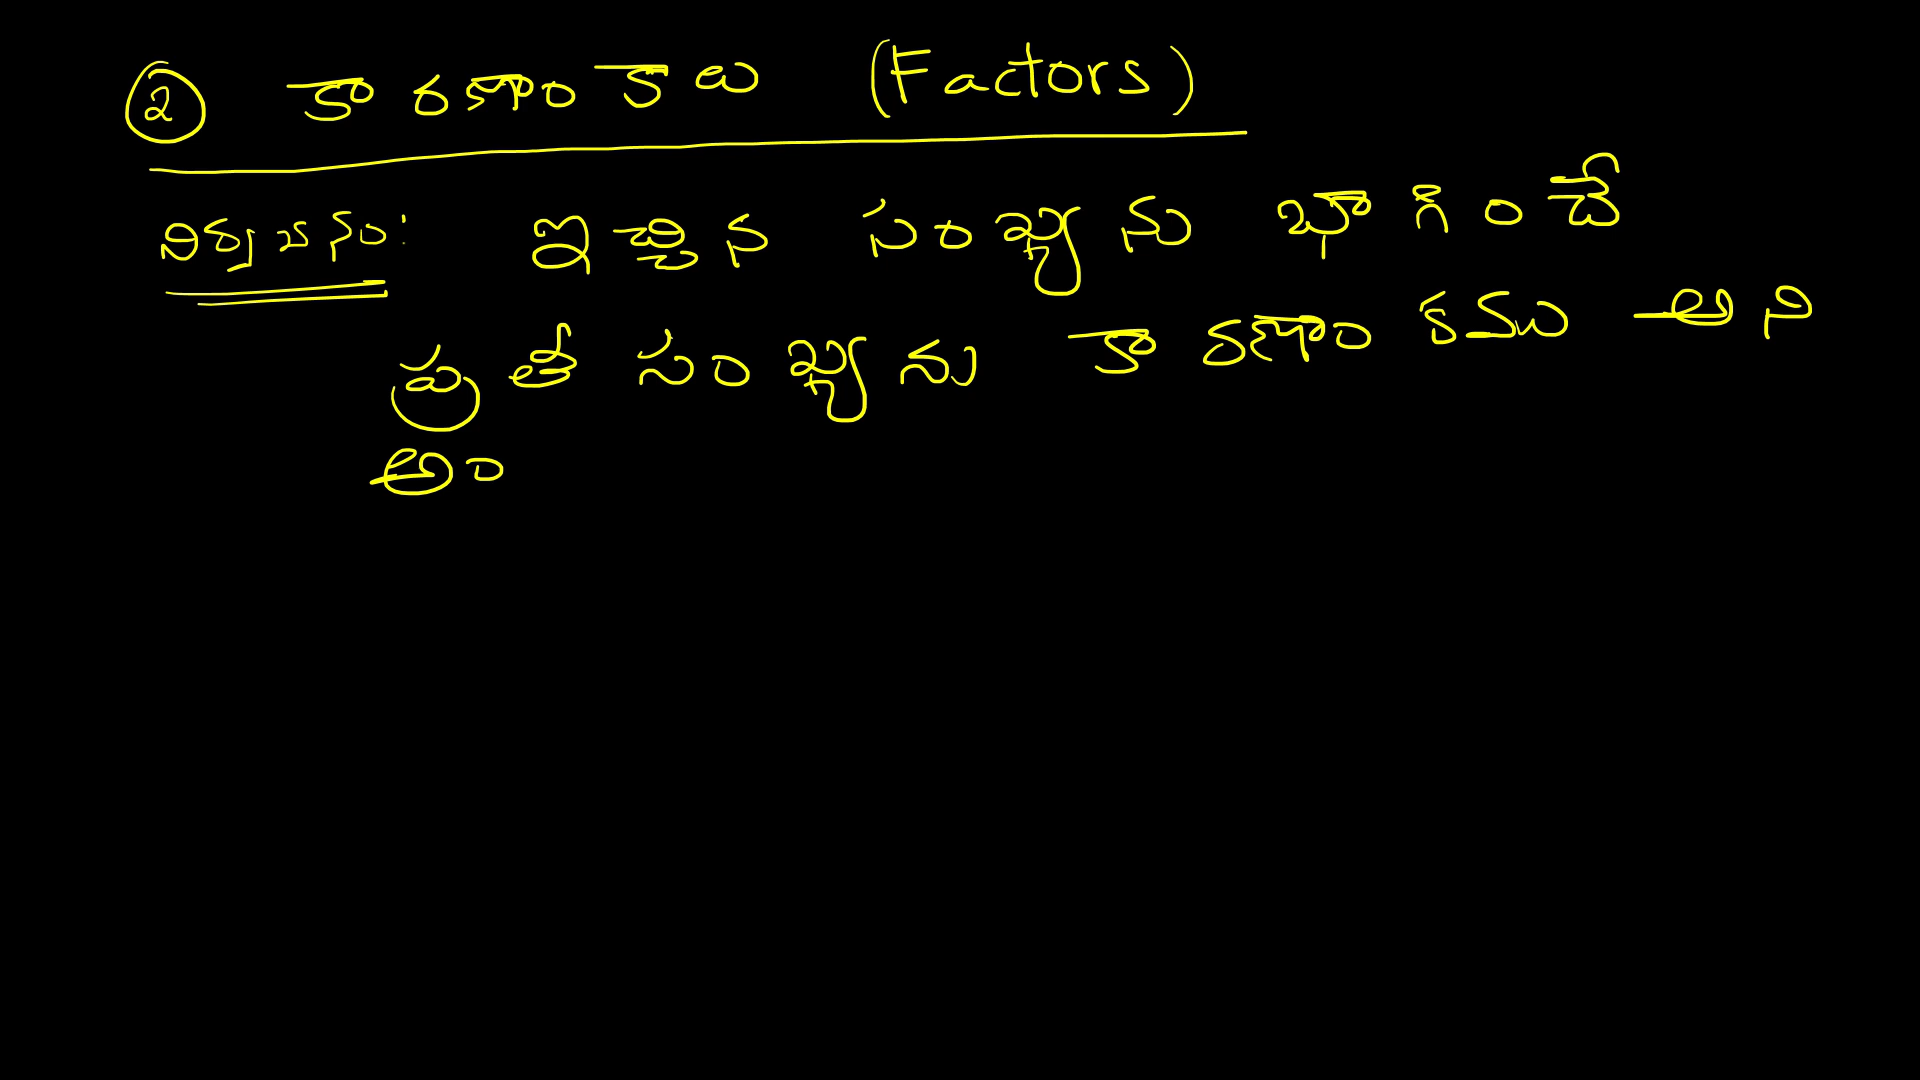 ② కారణాంకాలు (Factors)
నిర్వచనం: ఇచ్చిన సంఖ్యను భాగించే
ప్రతీ సంఖ్యను కారణాంకము అని
అం